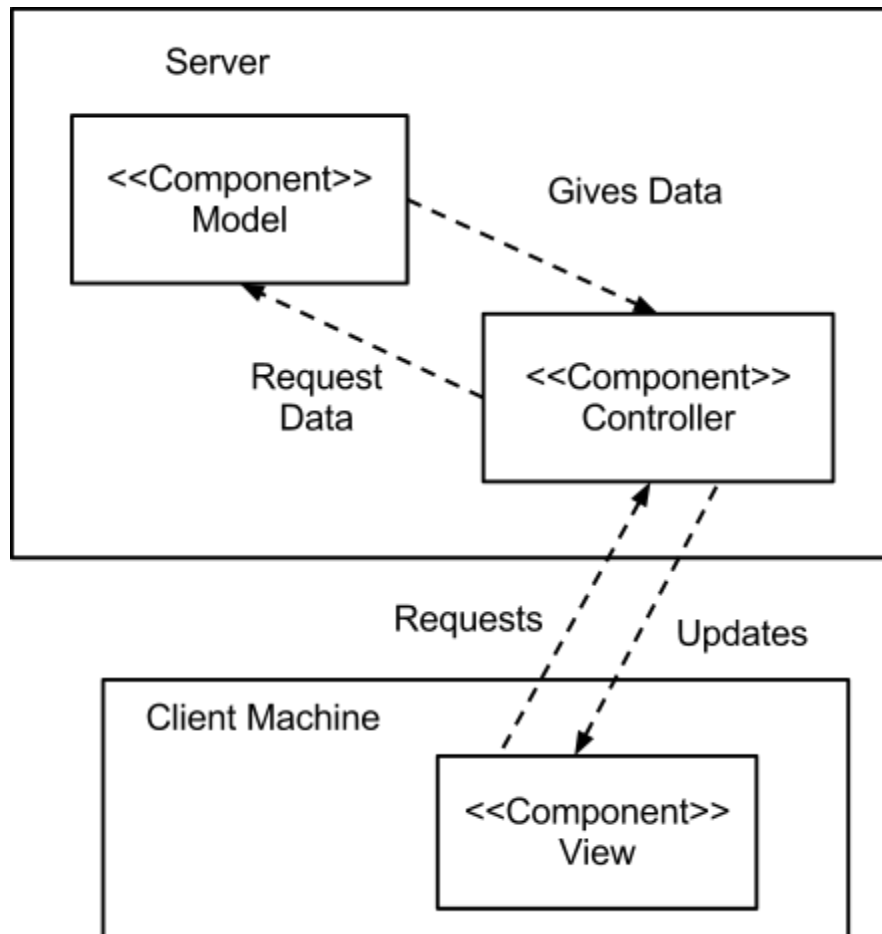 Server
<<Component>>
Model
Gives Data
Request
Data
<<Component>>
Controller
Requests
Updates
Client Machine
<<Component>>
View